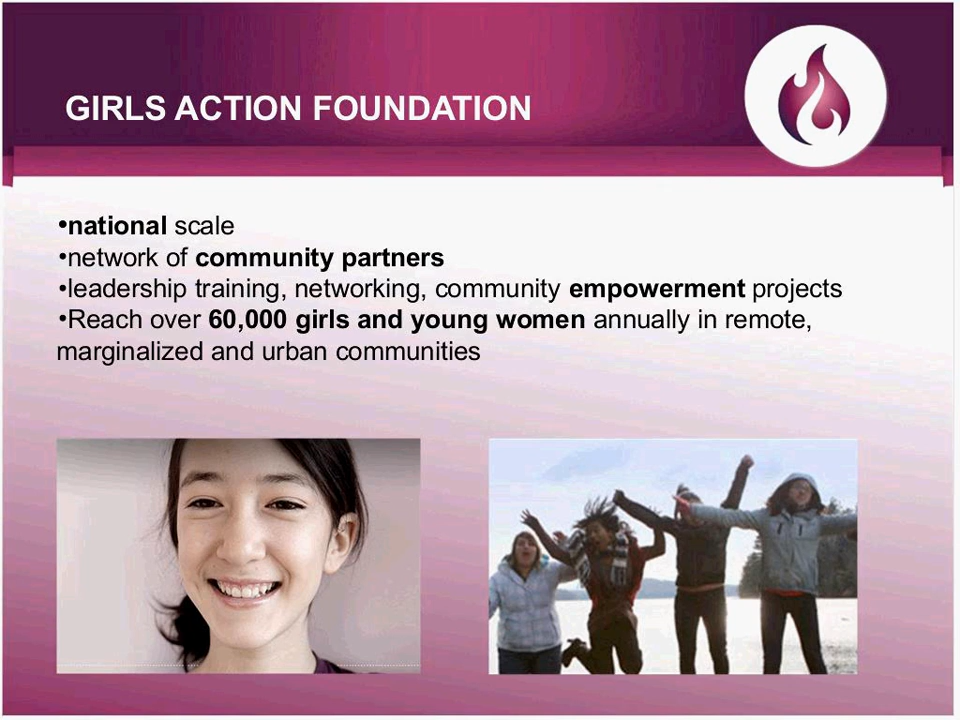 GIRLS ACTION FOUNDATION
•national scale
•network of community partners
•leadership training, networking, community empowerment projects
•Reach over 60,000 girls and young women annually in remote,
marginalized and urban communities